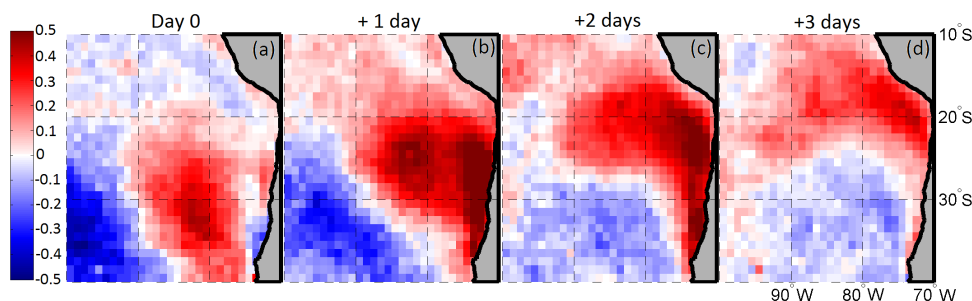 Day 0
+ 1 day
+2 days
+3 days
0.5
0.4
0.3
0.2
0.1
0
-0.1
-0.2
-0.3
-0.4
-0.5
(a)
(b)
(c)
(d)
10°S
20°S
30°S
90°W 80°W 70°W